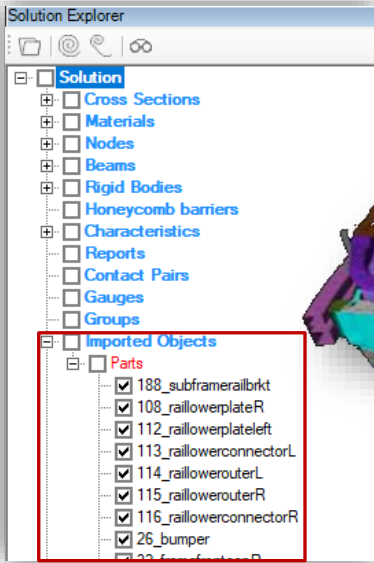 Solution Explorer
Solution
Cross Sections
Materials
Nodes
Beams
Rigid Bodies
Honeycomb barriers
Characteristics
Reports
Contact Pairs
Gauges
Groups
Imported Objects
Parts
188_subframerailbrkt
108_raillowerplateR
112_raillowerplateleft
113_raillowerconnectorL
114_raillowerouterL
115_raillowerouterR
116_raillowerconnectorR
26_bumper